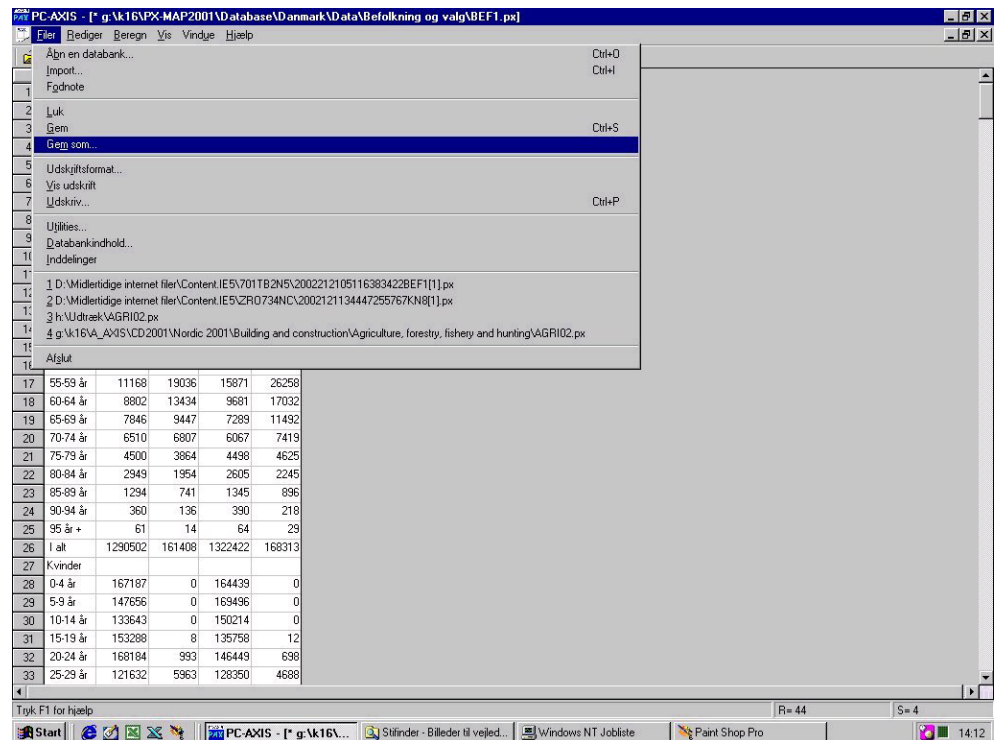 PC-AXIS - [* g:\k16\PX-MAP2001\Database\Danmark\Data\Befolkning og valg\BEF1.px]
Filer Rediger Beregn Vis Vindue Hjælp
Åbn en databank... Ctrl+O
Import... Ctrl+I
Fodnote
Luk
Gem Ctrl+S
Gem som...
Udskriftsformat...
Vis udskrift
Udskriv... Ctrl+P
Utilities...
Databankindhold...
Inddelinger
1 D:\Midlertidige internet filer\Content.IE5\701TB2N5\2002212105116383422BEF1[1].px
2 D:\Midlertidige internet filer\Content.IE5\ZRO734NC\2002121134447255767KN8[1].px
3 h:\Udtræk\AGRI02.px
4 g:\k16\A_AXIS\CD2001\Nordic 2001\Building and construction\Agriculture, forestry, fishery and hunting\AGRI02.px
Afslut
17 55-59 år 11168 19036 15871 26258
18 60-64 år 8802 13434 9681 17032
19 65-69 år 7846 9447 7289 11492
20 70-74 år 6510 6807 6067 7419
21 75-79 år 4500 3864 4498 4625
22 80-84 år 2949 1954 2605 2245
23 85-89 år 1294 741 1345 896
24 90-94 år 360 136 390 218
25 95 år + 61 14 64 29
26 I alt 1290502 161408 1322422 168313
27 Kvinder
28 0-4 år 167187 0 164439 0
29 5-9 år 147656 0 169496 0
30 10-14 år 133643 0 150214 0
31 15-19 år 153288 8 135758 12
32 20-24 år 168184 993 146449 698
33 25-29 år 121632 5963 128350 4688
Tryk F1 for hjælp R= 44 S= 4
Start PC-AXIS - [* g:\k16\... Stifinder - Billeder til vejled... Windows NT Jobliste Paint Shop Pro 14:12